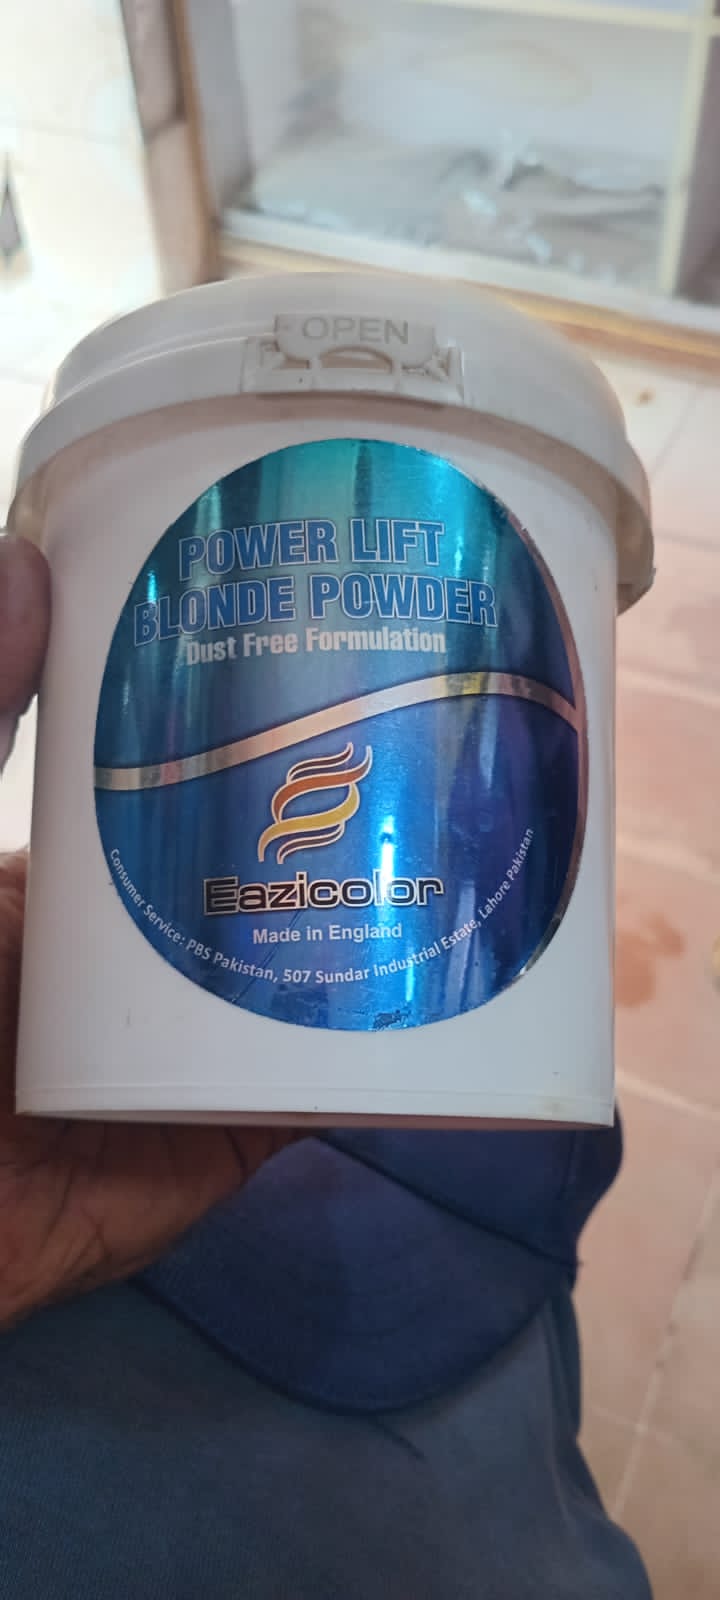 OPEN
POWER LIFT
BLONDE POWDER
Dust Free Formulation
Eazicolor
Made in England
Consumer Service: PBS Pakistan, 507 Sundar Industrial Estate, Lahore Pakistan